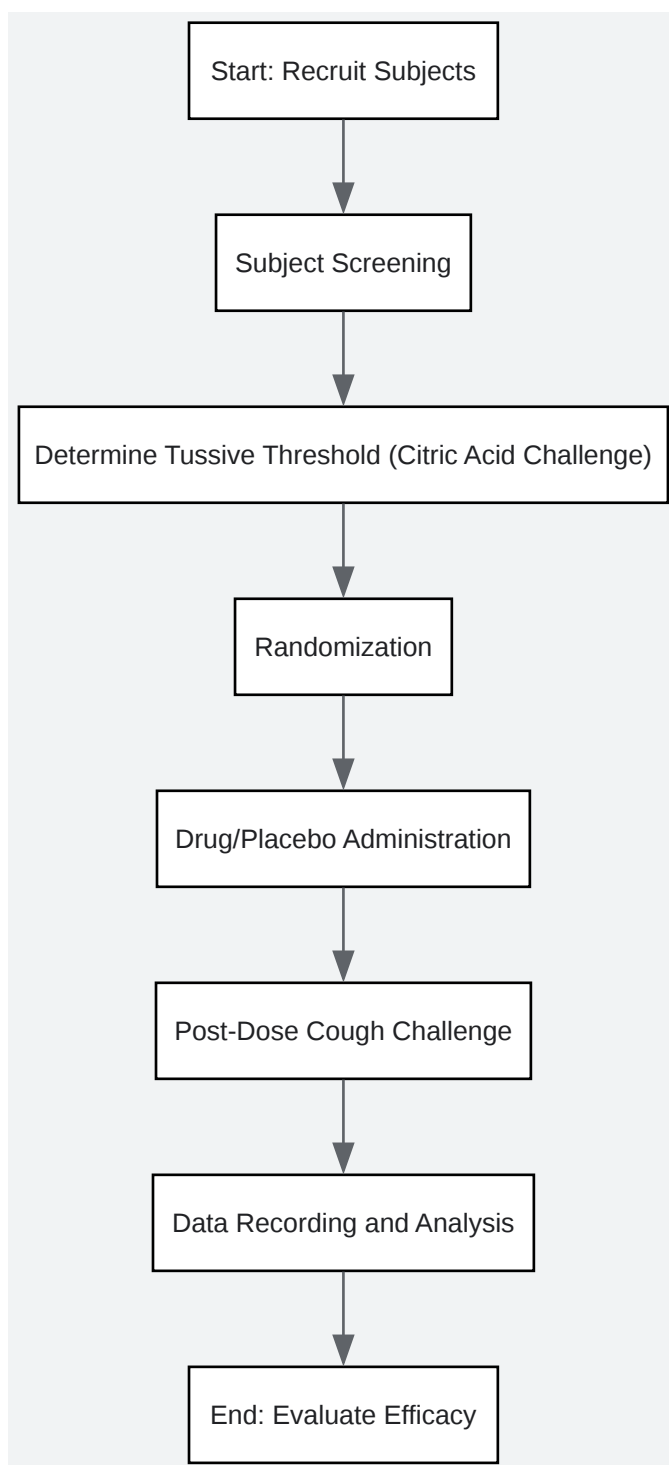 Start: Recruit Subjects
Subject Screening
Determine Tussive Threshold (Citric Acid Challenge)
Randomization
Drug/Placebo Administration
Post-Dose Cough Challenge
Data Recording and Analysis
End: Evaluate Efficacy